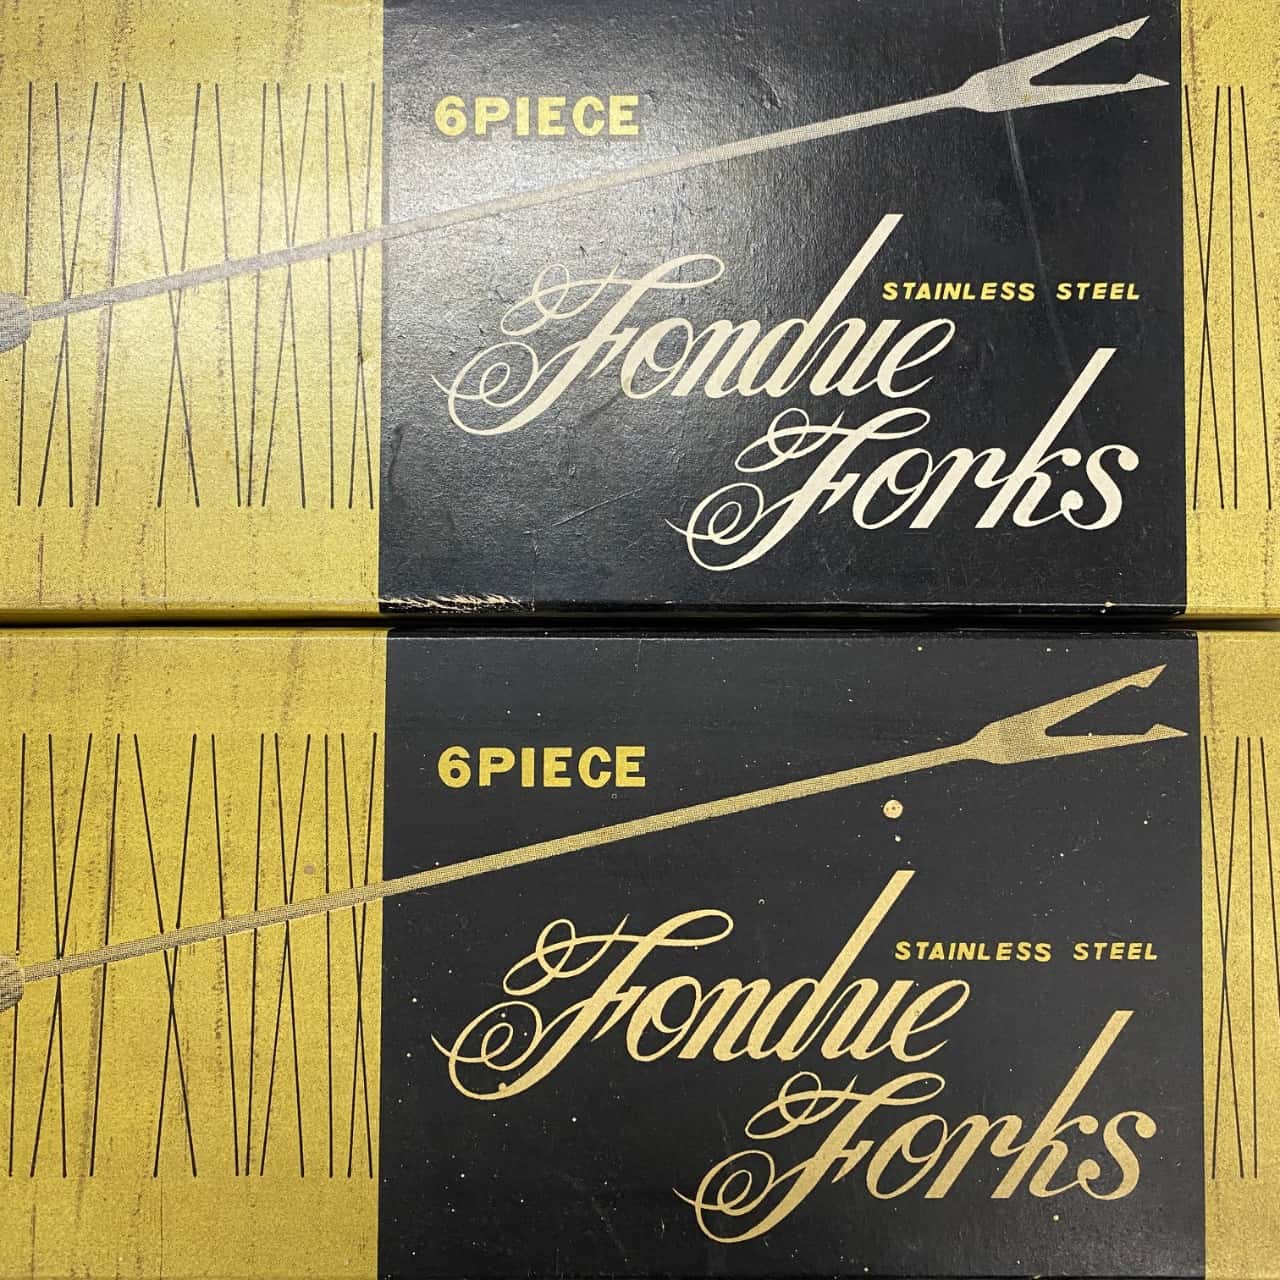 6PIECE
STAINLESS STEEL
Fondue
Forks
6PIECE
STAINLESS STEEL
Fondue
Forks